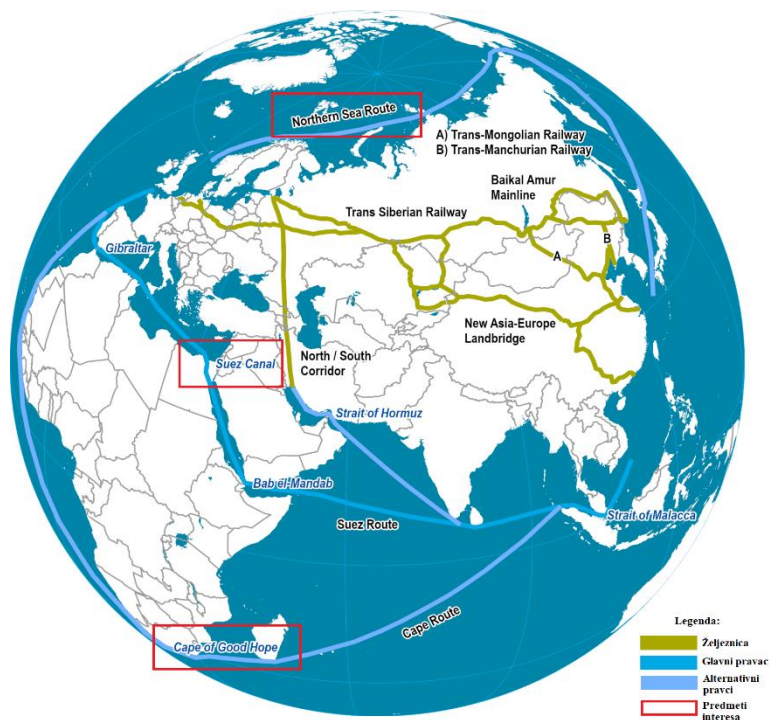 Northern Sea Route
A) Trans-Mongolian Railway
B) Trans-Manchurian Railway
Baikal Amur
Mainline
Trans Siberian Railway
B
A
Gibraltar
New Asia-Europe
Landbridge
Suez Canal
North / South
Corridor
Strait of Hormuz
Bab el-Mandab
Suez Route
Strait of Malacca
Cape Route
Cape of Good Hope
Legenda:
Željeznica
Glavni pravac
Alternativni
pravci
Predmeti
interesa